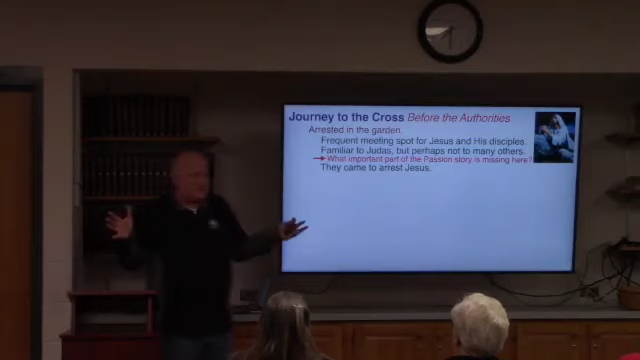 Journey to the Cross Before the Authorities
Arrested in the garden.
Frequent meeting spot for Jesus and His disciples.
Familiar to Judas, but perhaps not to many others.
What important part of the Passion story is missing here?
They came to arrest Jesus.